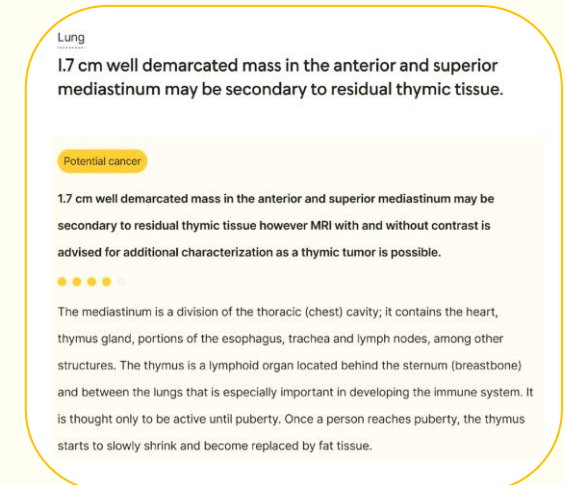 Lung
1.7 cm well demarcated mass in the anterior and superior
mediastinum may be secondary to residual thymic tissue.
Potential cancer
1.7 cm well demarcated mass in the anterior and superior mediastinum may be
secondary to residual thymic tissue however MRI with and without contrast is
advised for additional characterization as a thymic tumor is possible.
The mediastinum is a division of the thoracic (chest) cavity; it contains the heart,
thymus gland, portions of the esophagus, trachea and lymph nodes, among other
structures. The thymus is a lymphoid organ located behind the sternum (breastbone)
and between the lungs that is especially important in developing the immune system. It
is thought only to be active until puberty. Once a person reaches puberty, the thymus
starts to slowly shrink and become replaced by fat tissue.